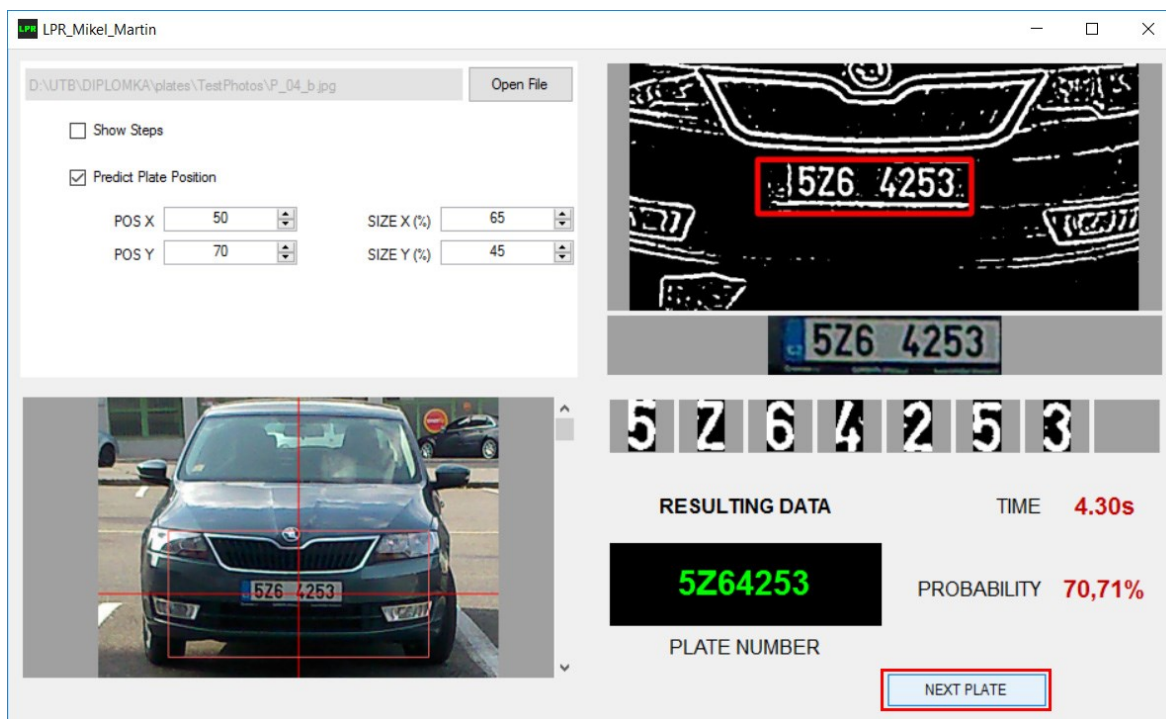 LPR LPR_Mikel_Martin
D:\UTB\DIPLOMKA\plates\TestPhotos\P_04_b.jpg
Open File
Show Steps
Predict Plate Position
POS X 50 SIZE X (%) 65
POS Y 70 SIZE Y (%) 45
5Z6 4253
5Z6 4253
CZ
5Z6 4253
5 Z 6 4 2 5 3
RESULTING DATA
TIME 4.30s
5Z64253
PROBABILITY 70,71%
PLATE NUMBER
NEXT PLATE